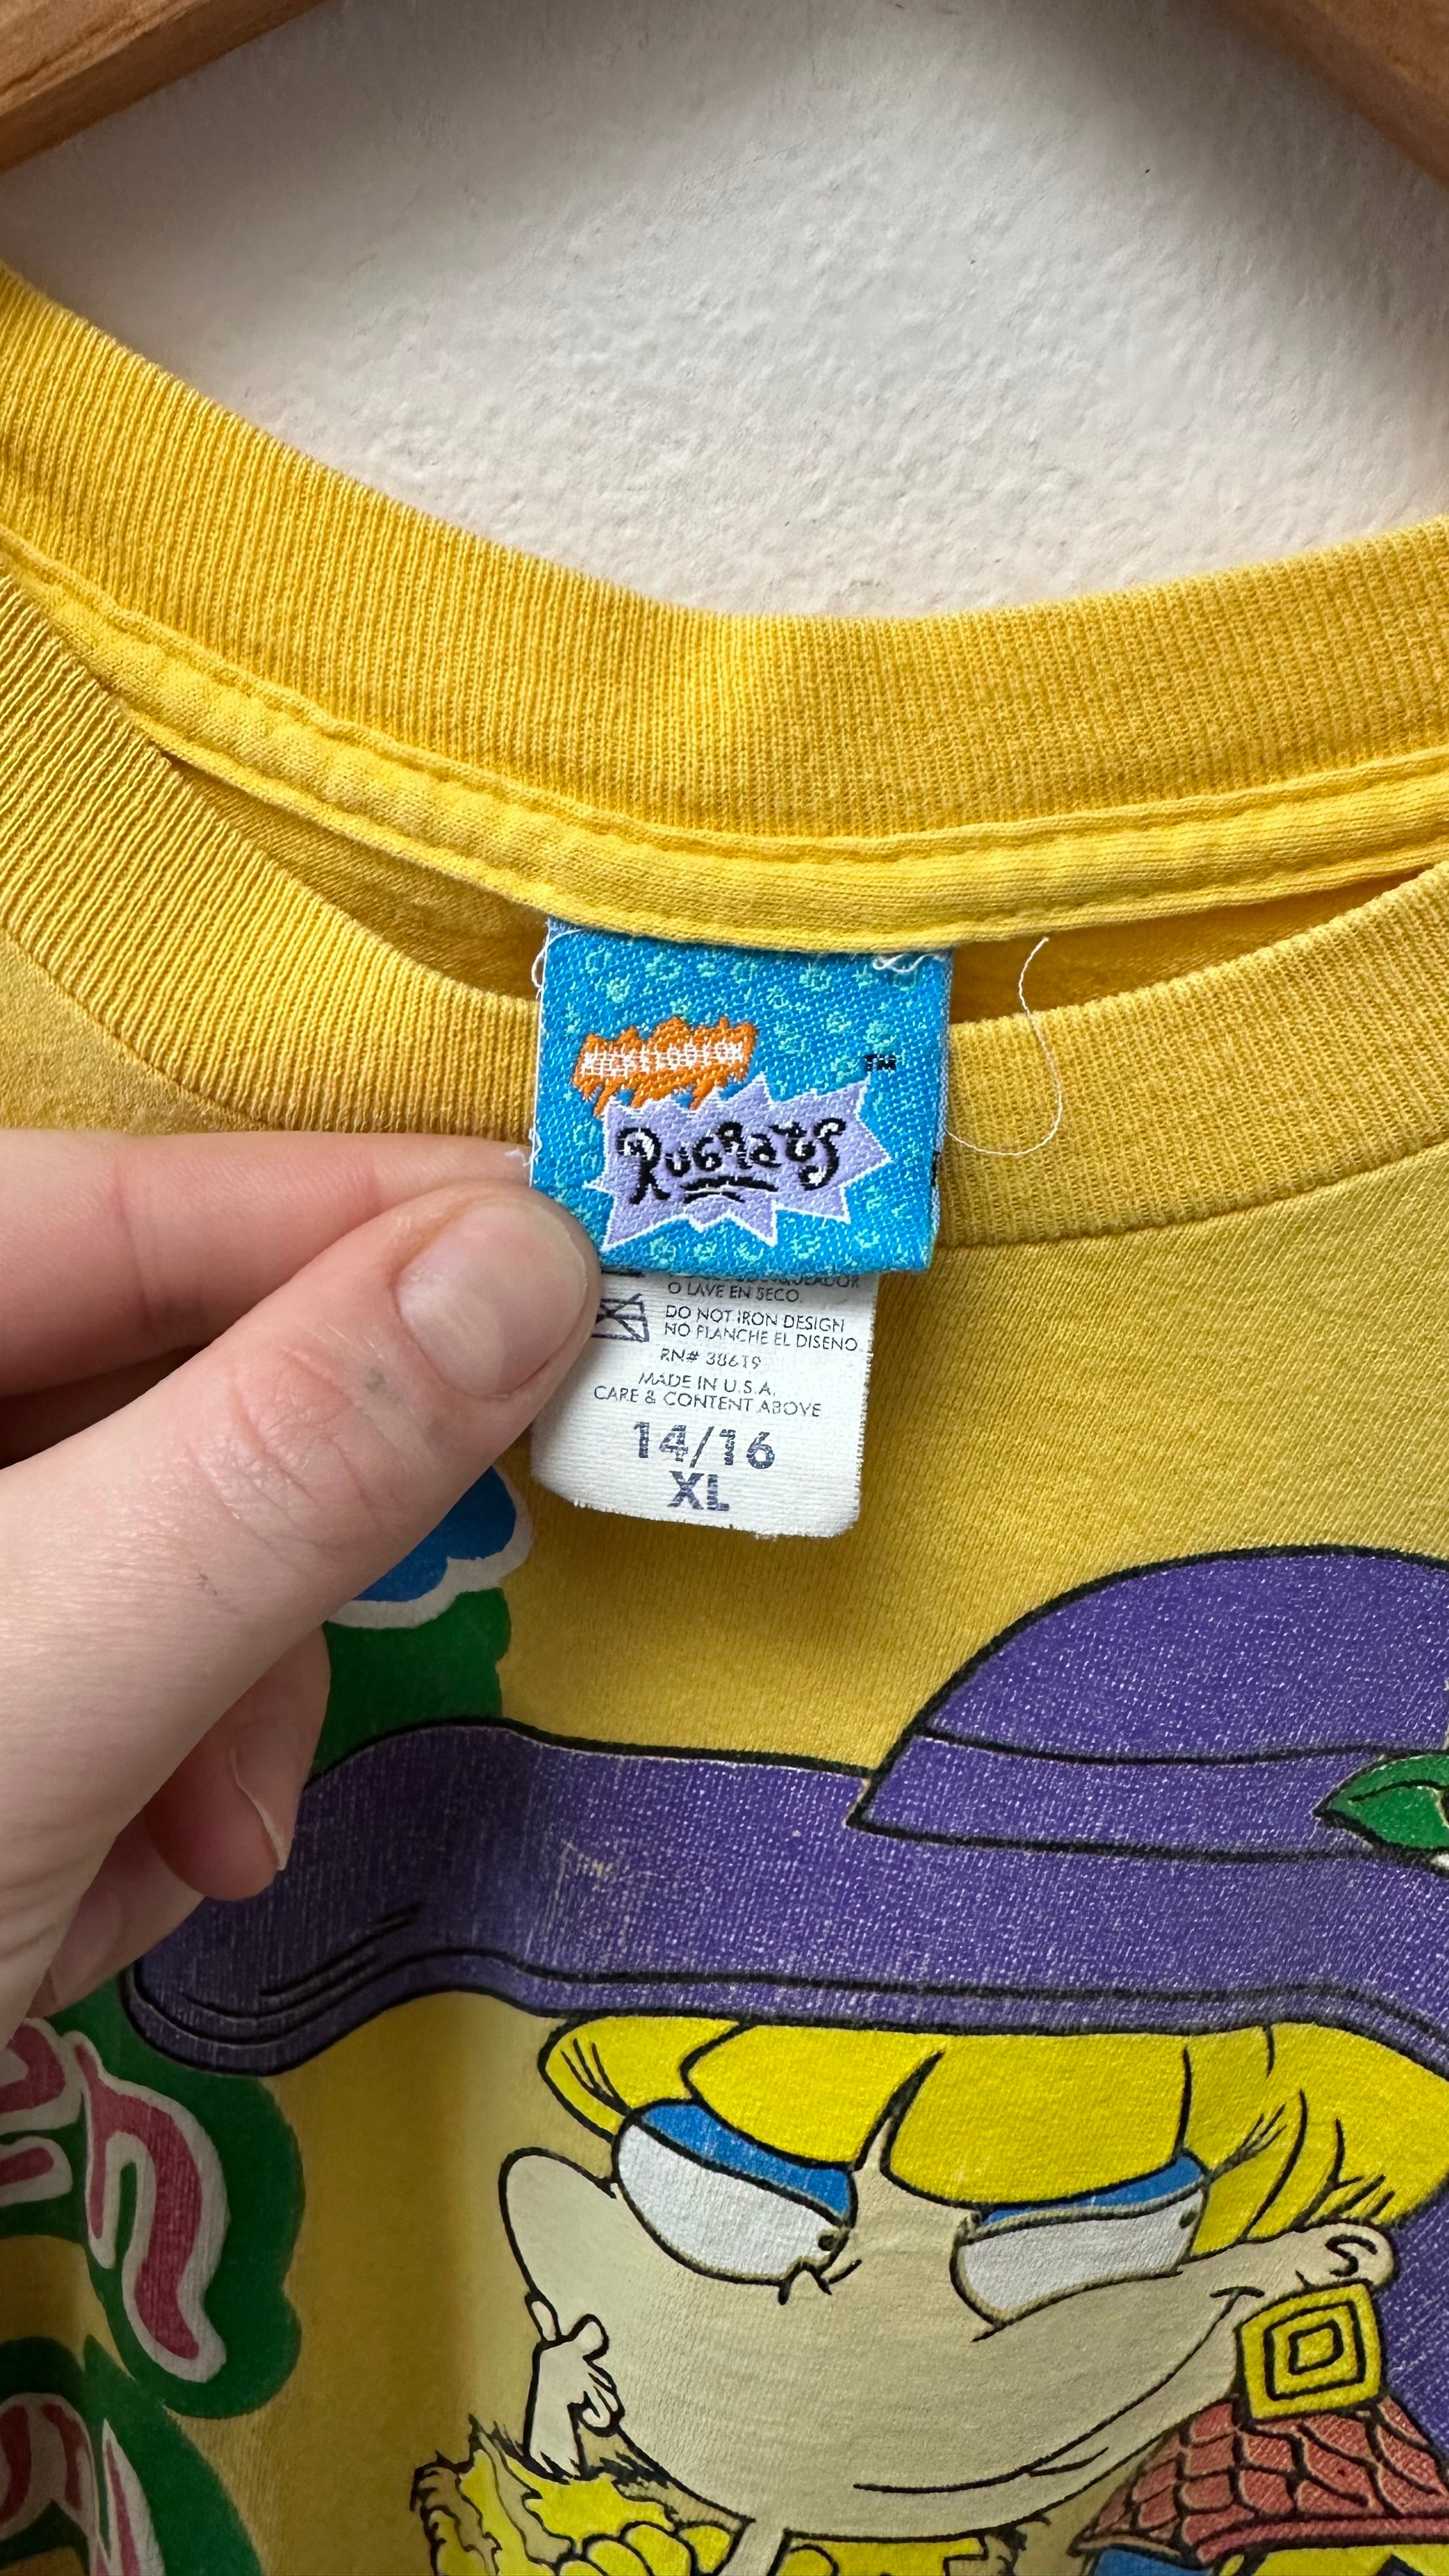 NICKELODEON
TM
RUGRATS
O LAVE EN SECO
DO NOT IRON DESIGN
NO PLANCHE EL DISENO
RN# 38619
MADE IN U.S.A.
CARE & CONTENT ABOVE
14/16
XL